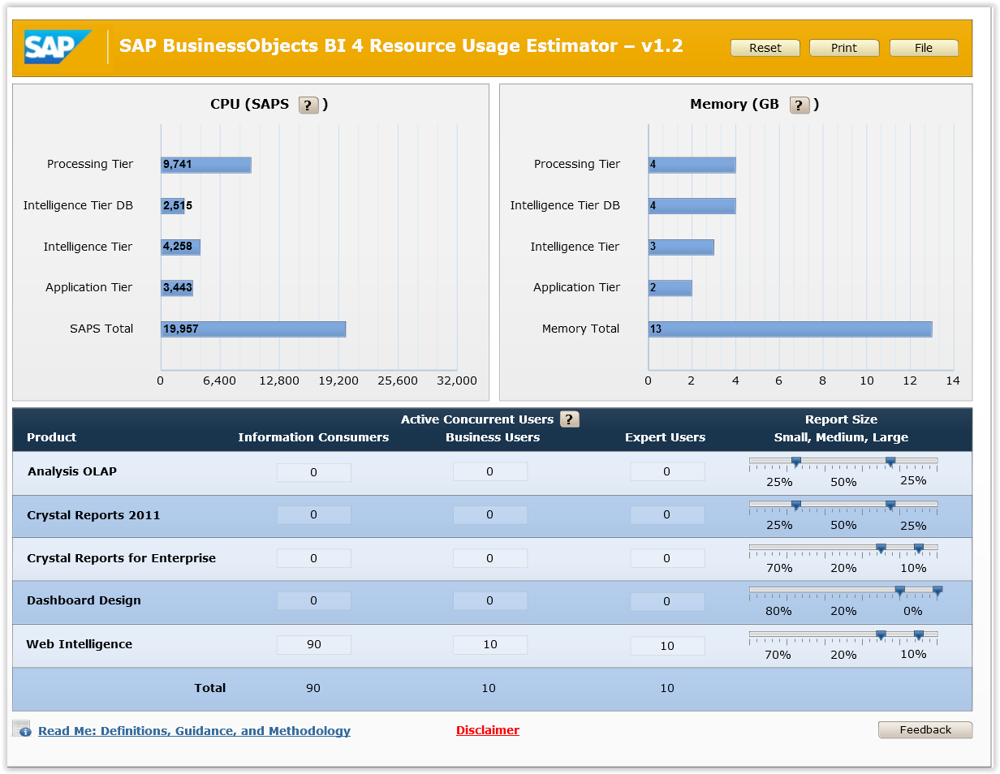 SAP
SAP BusinessObjects BI 4 Resource Usage Estimator – v1.2
Reset
Print
File
CPU (SAPS ? )
Processing Tier 9,741
Intelligence Tier DB 2,515
Intelligence Tier 4,258
Application Tier 3,443
SAPS Total 19,957
0 6,400 12,800 19,200 25,600 32,000
Memory (GB ? )
Processing Tier 4
Intelligence Tier DB 4
Intelligence Tier 3
Application Tier 2
Memory Total 13
0 2 4 6 8 10 12 14
Active Concurrent Users ? Report Size
Product Information Consumers Business Users Expert Users Small, Medium, Large
Analysis OLAP 0 0 0 25% 50% 25%
Crystal Reports 2011 0 0 0 25% 50% 25%
Crystal Reports for Enterprise 0 0 0 70% 20% 10%
Dashboard Design 0 0 0 80% 20% 0%
Web Intelligence 90 10 10 70% 20% 10%
Total 90 10 10
Read Me: Definitions, Guidance, and Methodology
Disclaimer
Feedback